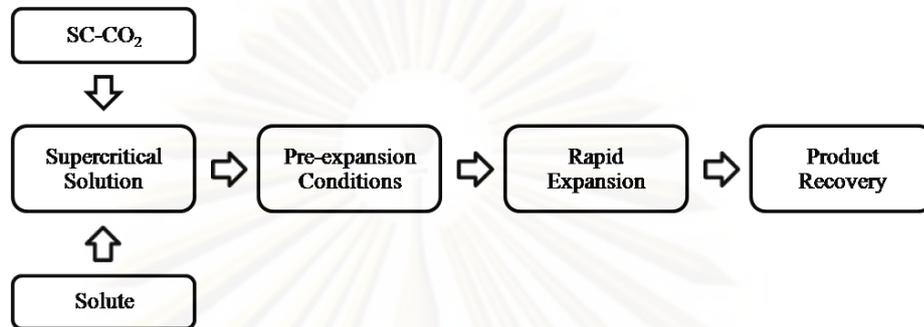 SC-CO₂
Supercritical
Solution
Pre-expansion
Conditions
Rapid
Expansion
Product
Recovery
Solute